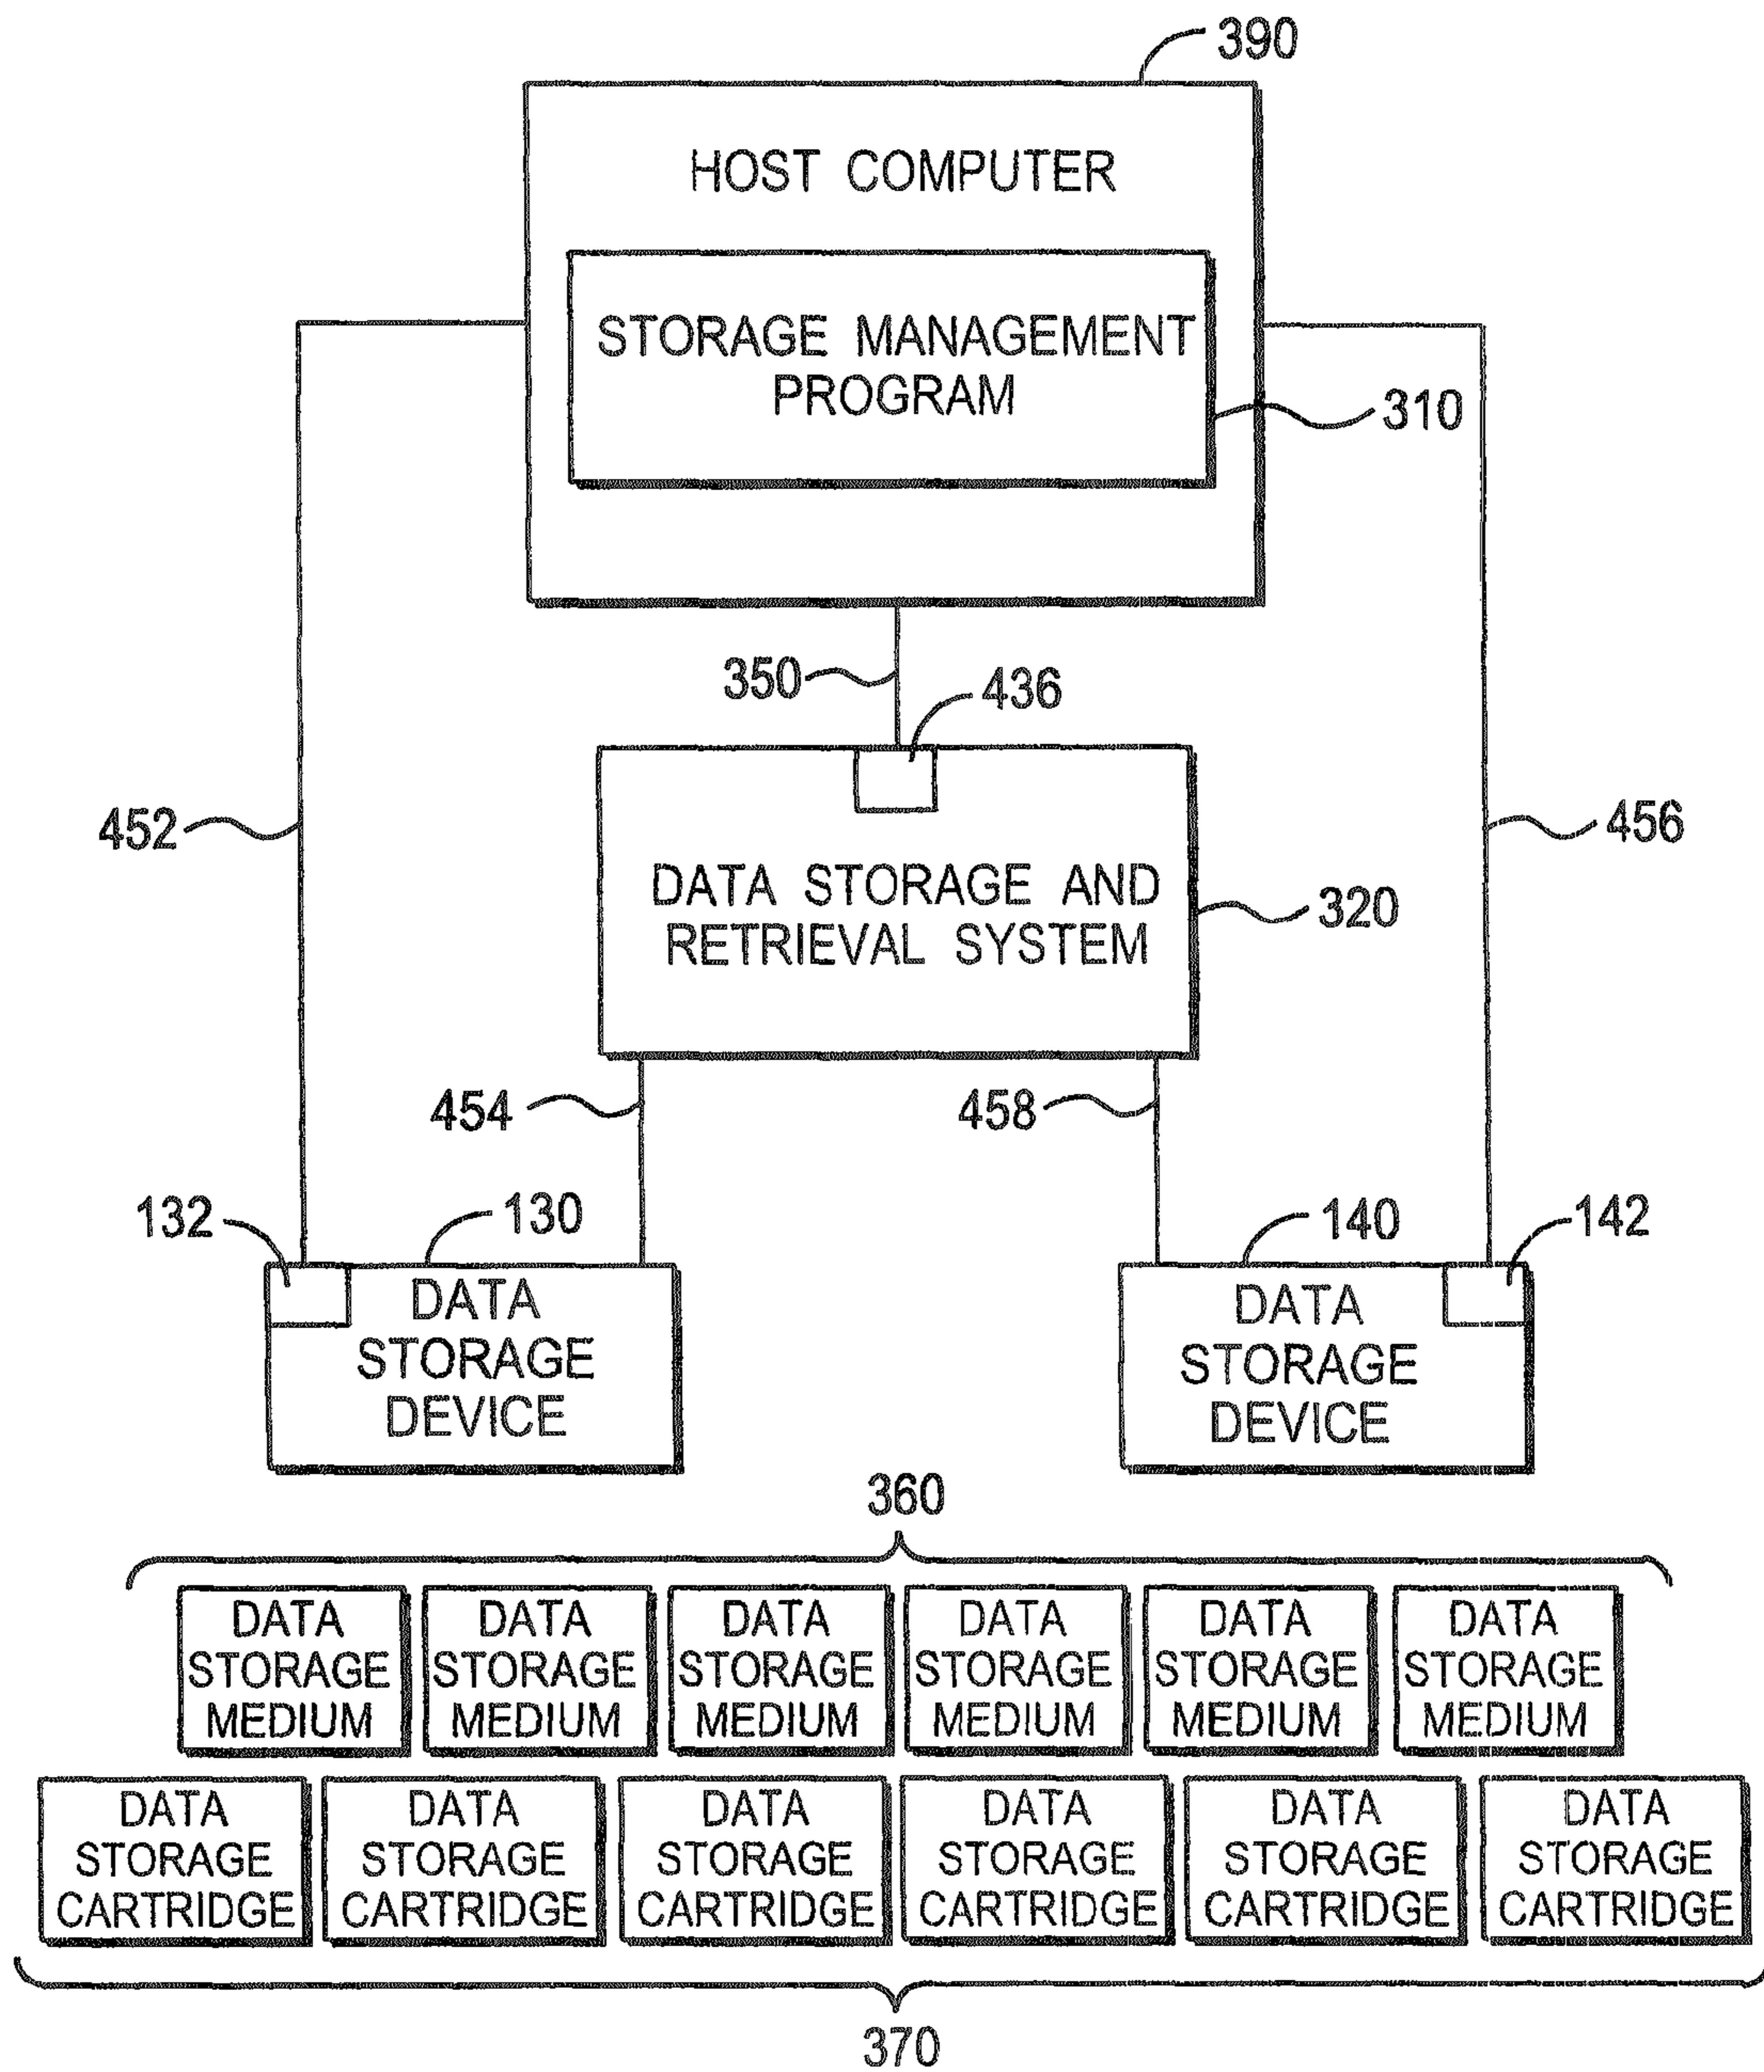 390
HOST COMPUTER
STORAGE MANAGEMENT
PROGRAM
310
350
436
452
456
DATA STORAGE AND
RETRIEVAL SYSTEM
320
454
458
132
130
140
142
DATA
STORAGE
DEVICE
DATA
STORAGE
DEVICE
360
DATA
STORAGE
MEDIUM
DATA
STORAGE
MEDIUM
DATA
STORAGE
MEDIUM
DATA
STORAGE
MEDIUM
DATA
STORAGE
MEDIUM
DATA
STORAGE
MEDIUM
DATA
STORAGE
CARTRIDGE
DATA
STORAGE
CARTRIDGE
DATA
STORAGE
CARTRIDGE
DATA
STORAGE
CARTRIDGE
DATA
STORAGE
CARTRIDGE
DATA
STORAGE
CARTRIDGE
370